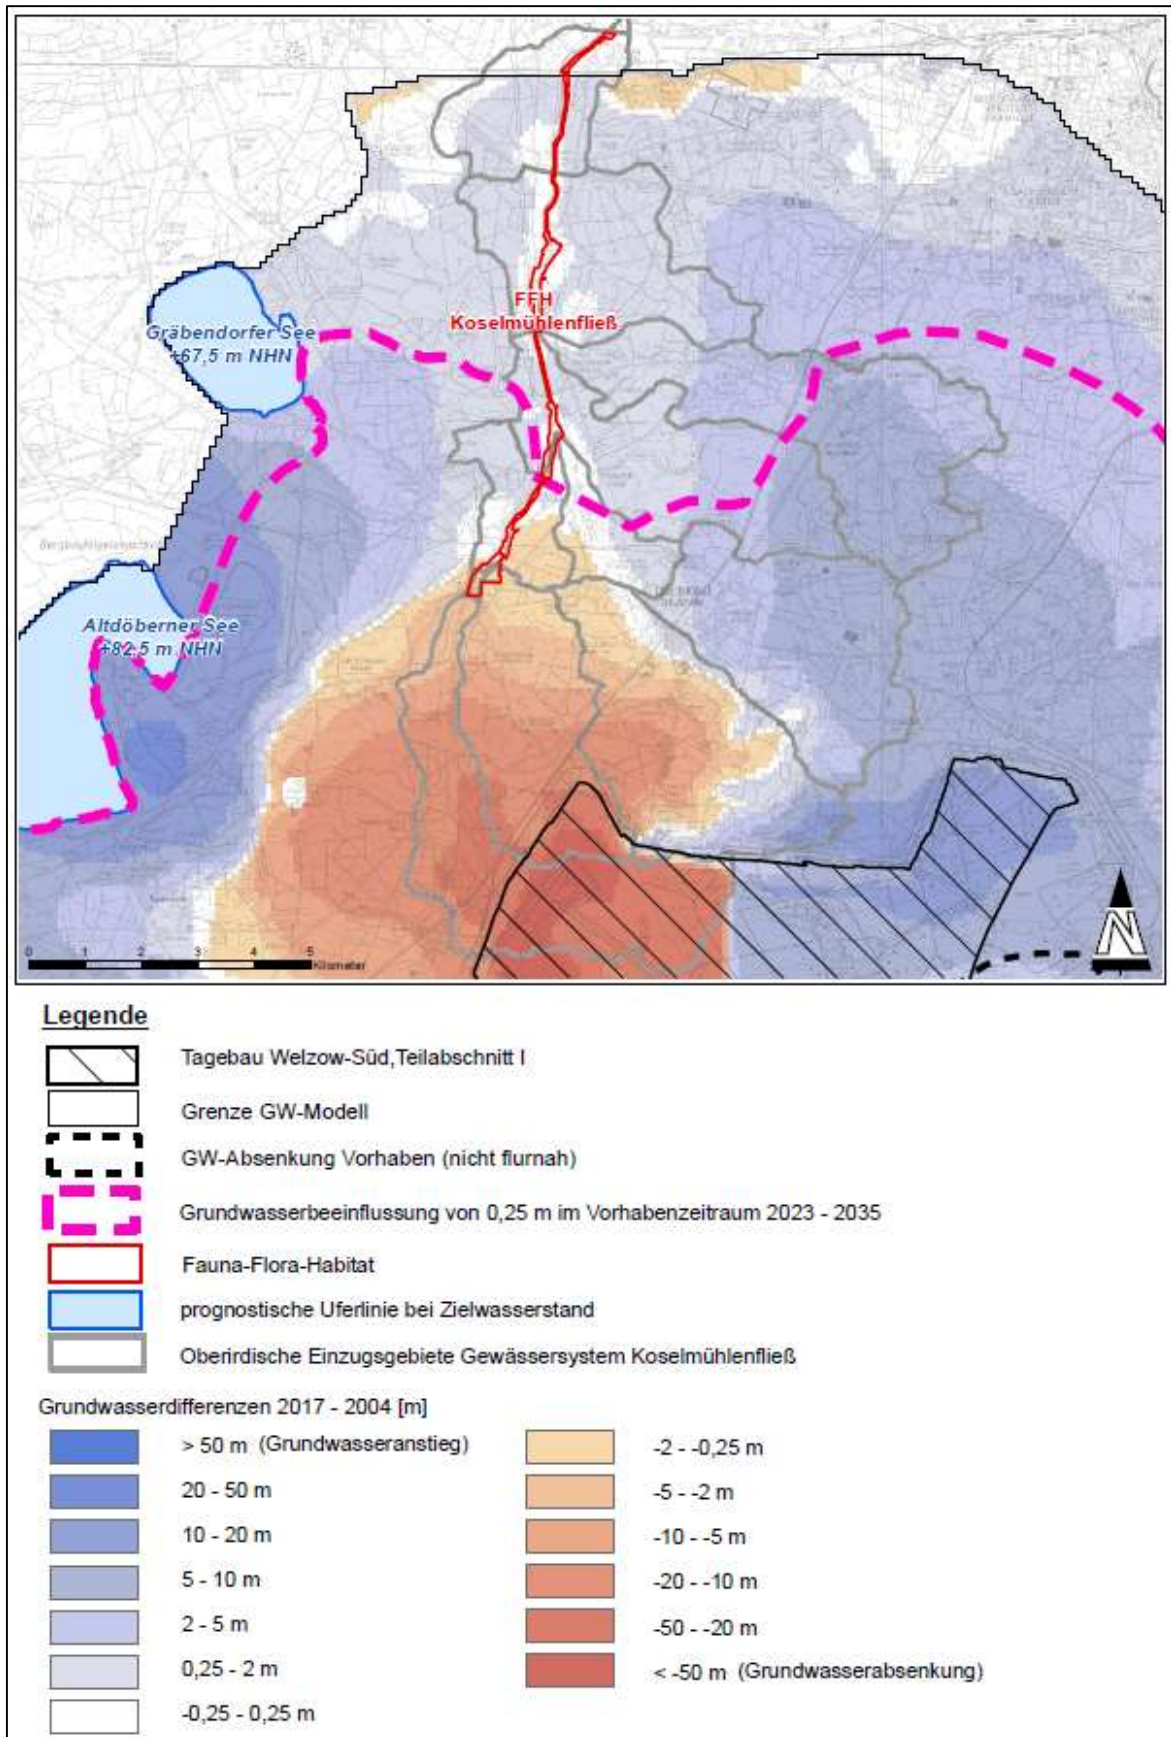 FFH
Koselmühlenfließ
Gräbendorfer See
+67,5 m NHN
Altdöberner See
+82,5 m NHN
0 1 2 3 4 5
Kilometer
N
Legende
Tagebau Welzow-Süd,Teilabschnitt I
Grenze GW-Modell
GW-Absenkung Vorhaben (nicht flurnah)
Grundwasserbeeinflussung von 0,25 m im Vorhabenzeitraum 2023 - 2035
Fauna-Flora-Habitat
prognostische Uferlinie bei Zielwasserstand
Oberirdische Einzugsgebiete Gewässersystem Koselmühlenfließ
Grundwasserdifferenzen 2017 - 2004 [m]
> 50 m (Grundwasseranstieg)
20 - 50 m
10 - 20 m
5 - 10 m
2 - 5 m
0,25 - 2 m
-0,25 - 0,25 m
-2 - -0,25 m
-5 - -2 m
-10 - -5 m
-20 - -10 m
-50 - -20 m
< -50 m (Grundwasserabsenkung)